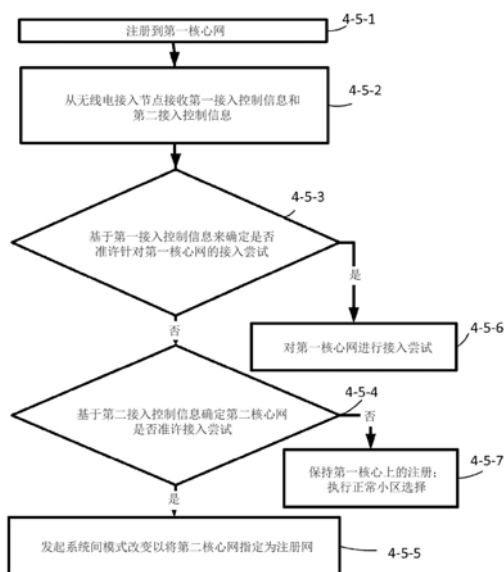 注册到第一核心网
4-5-1
从无线电接入节点接收第一接入控制信息和
第二接入控制信息
4-5-2
4-5-3
基于第一接入控制信息来确定是否
准许针对第一核心网的接入尝试
是
否
对第一核心网进行接入尝试
4-5-6
4-5-4
基于第二接入控制信息确定第二核心网
是否准许接入尝试
否
保持第一核心上的注册;
执行正常小区选择
4-5-7
是
发起系统间模式改变以将第二核心网指定为注册网
4-5-5